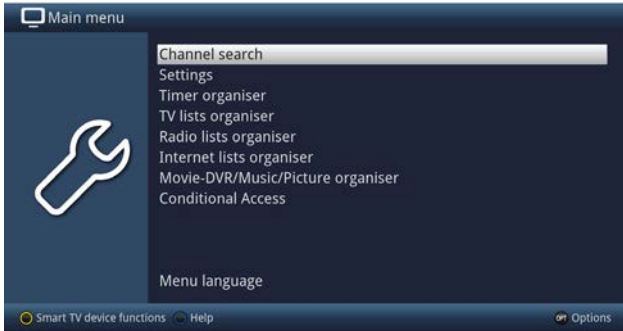 Main menu
Channel search
Settings
Timer organiser
TV lists organiser
Radio lists organiser
Internet lists organiser
Movie-DVR/Music/Picture organiser
Conditional Access
Menu language
Smart TV device functions Help OPT Options